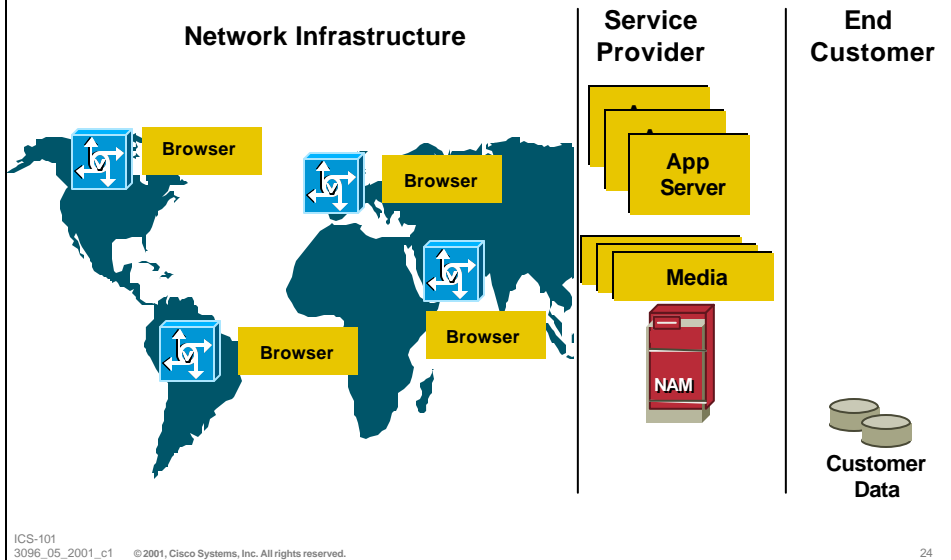 Network Infrastructure
Service
Provider
End
Customer
Browser
Browser
Browser
Browser
App
Server
Media
NAM
Customer
Data
ICS-101
3096_05_2001_c1 © 2001, Cisco Systems, Inc. All rights reserved.
24